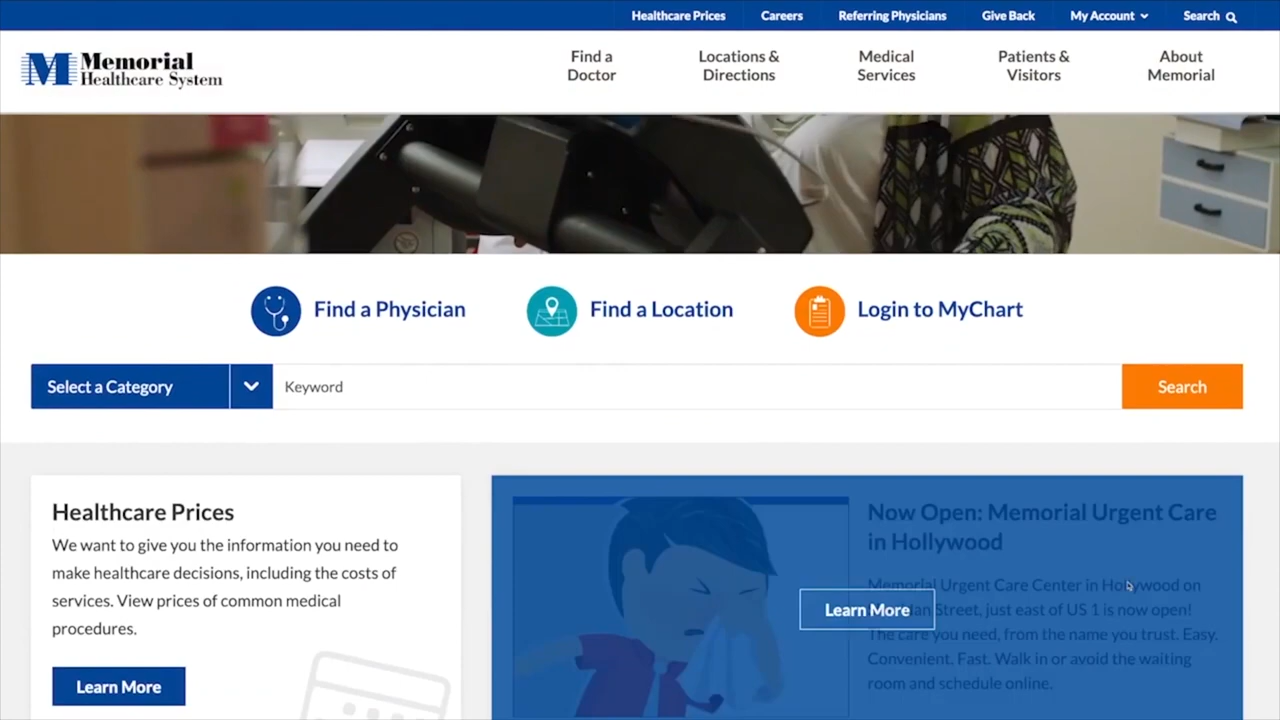 Healthcare Prices
Careers
Referring Physicians
Give Back
My Account
Search
M Memorial
Healthcare System
Find a
Doctor
Locations &
Directions
Medical
Services
Patients &
Visitors
About
Memorial
Find a Physician
Find a Location
Login to MyChart
Select a Category
Keyword
Search
Healthcare Prices
We want to give you the information you need to
make healthcare decisions, including the costs of
services. View prices of common medical
procedures.
Learn More
Now Open: Memorial Urgent Care
in Hollywood
Memorial Urgent Care Center in Hollywood on
Street, just east of US 1 is now open!
The care you need, from the name you trust. Easy.
Convenient. Fast. Walk in or avoid the waiting
room and schedule online.
Learn More